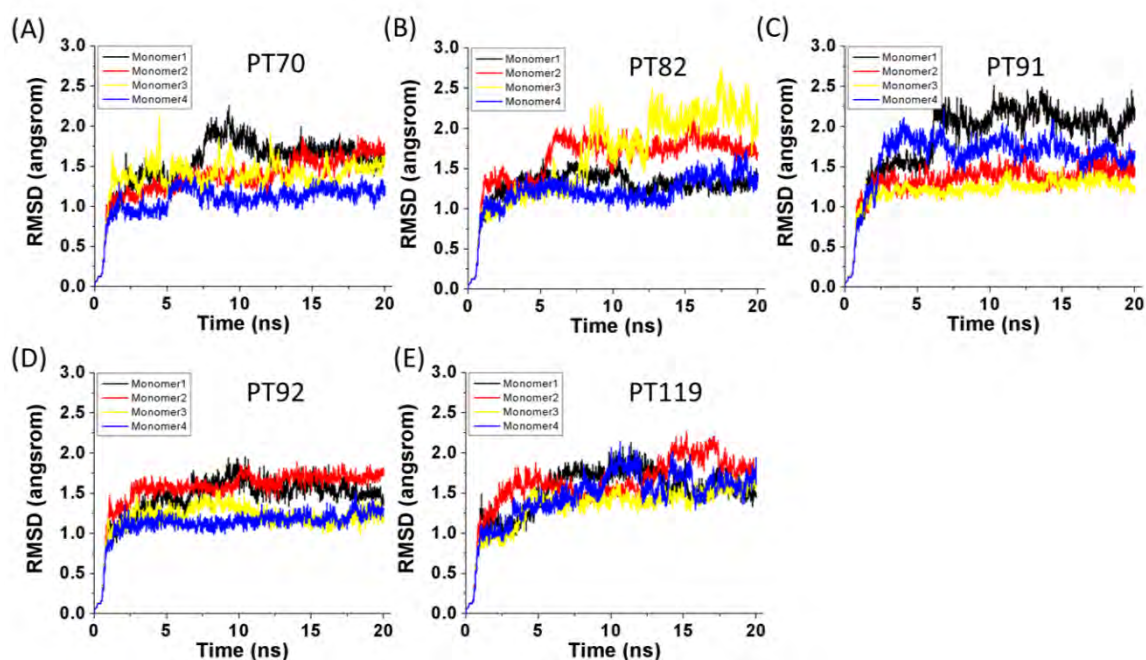 (A)
PT70
Monomer1
Monomer2
Monomer3
Monomer4
RMSD (angsrom)
3.0
2.5
2.0
1.5
1.0
0.5
0.0
0 5 10 15 20
Time (ns)
(B)
PT82
Monomer1
Monomer2
Monomer3
Monomer4
RMSD (angsrom)
3.0
2.5
2.0
1.5
1.0
0.5
0.0
0 5 10 15 20
Time (ns)
(C)
PT91
Monomer1
Monomer2
Monomer3
Monomer4
RMSD (angsrom)
3.0
2.5
2.0
1.5
1.0
0.5
0.0
0 5 10 15 20
Time (ns)
(D)
PT92
Monomer1
Monomer2
Monomer3
Monomer4
RMSD (angsrom)
3.0
2.5
2.0
1.5
1.0
0.5
0.0
0 5 10 15 20
Time (ns)
(E)
PT119
Monomer1
Monomer2
Monomer3
Monomer4
RMSD (angsrom)
3.0
2.5
2.0
1.5
1.0
0.5
0.0
0 5 10 15 20
Time (ns)